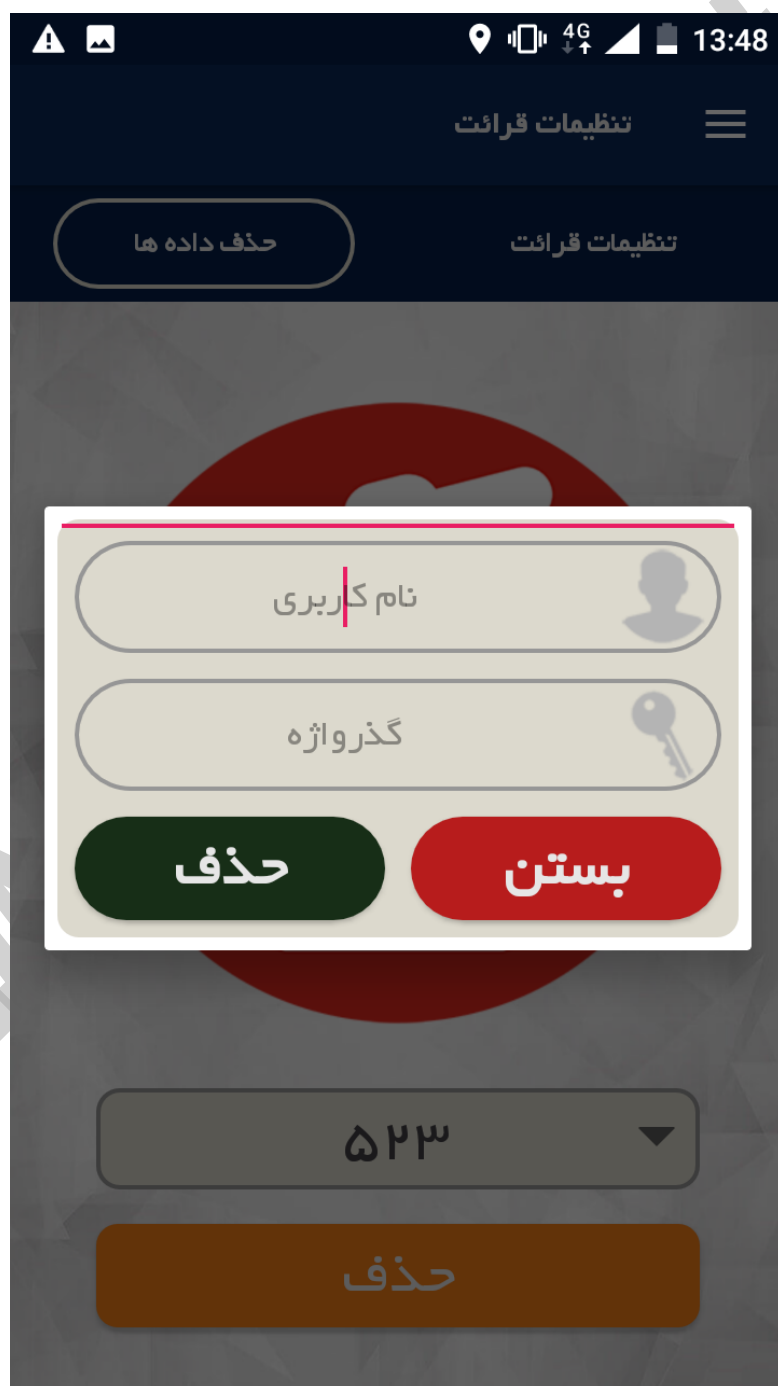 4G 13:48
تنظیمات قرائت
تنظیمات قرائت
حذف داده ها
نام کاربری
گذرواژه
بستن
حذف
۵۲۳
حذف